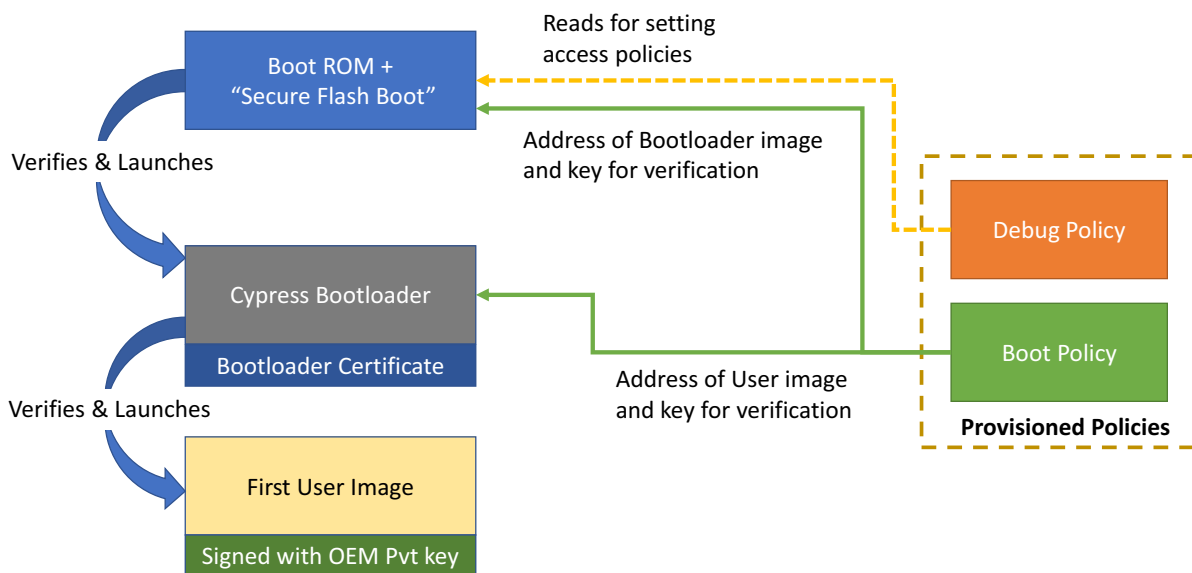 Reads for setting
access policies
Boot ROM +
“Secure Flash Boot”
Address of Bootloader image
and key for verification
Verifies & Launches
Debug Policy
Cypress Bootloader
Bootloader Certificate
Boot Policy
Address of User image
and key for verification
Verifies & Launches
Provisioned Policies
First User Image
Signed with OEM Pvt key